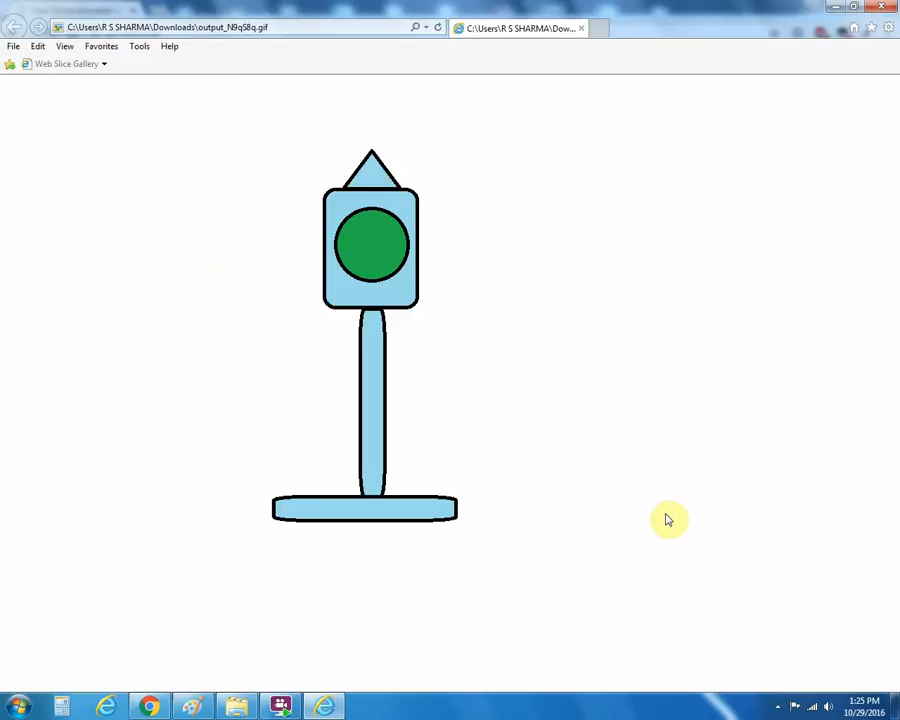 C:\Users\R S SHARMA\Downloads\output_N9qS8q.gif
C:\Users\R S SHARMA\Dow...
File Edit View Favorites Tools Help
Web Slice Gallery
1:25 PM
10/29/2016